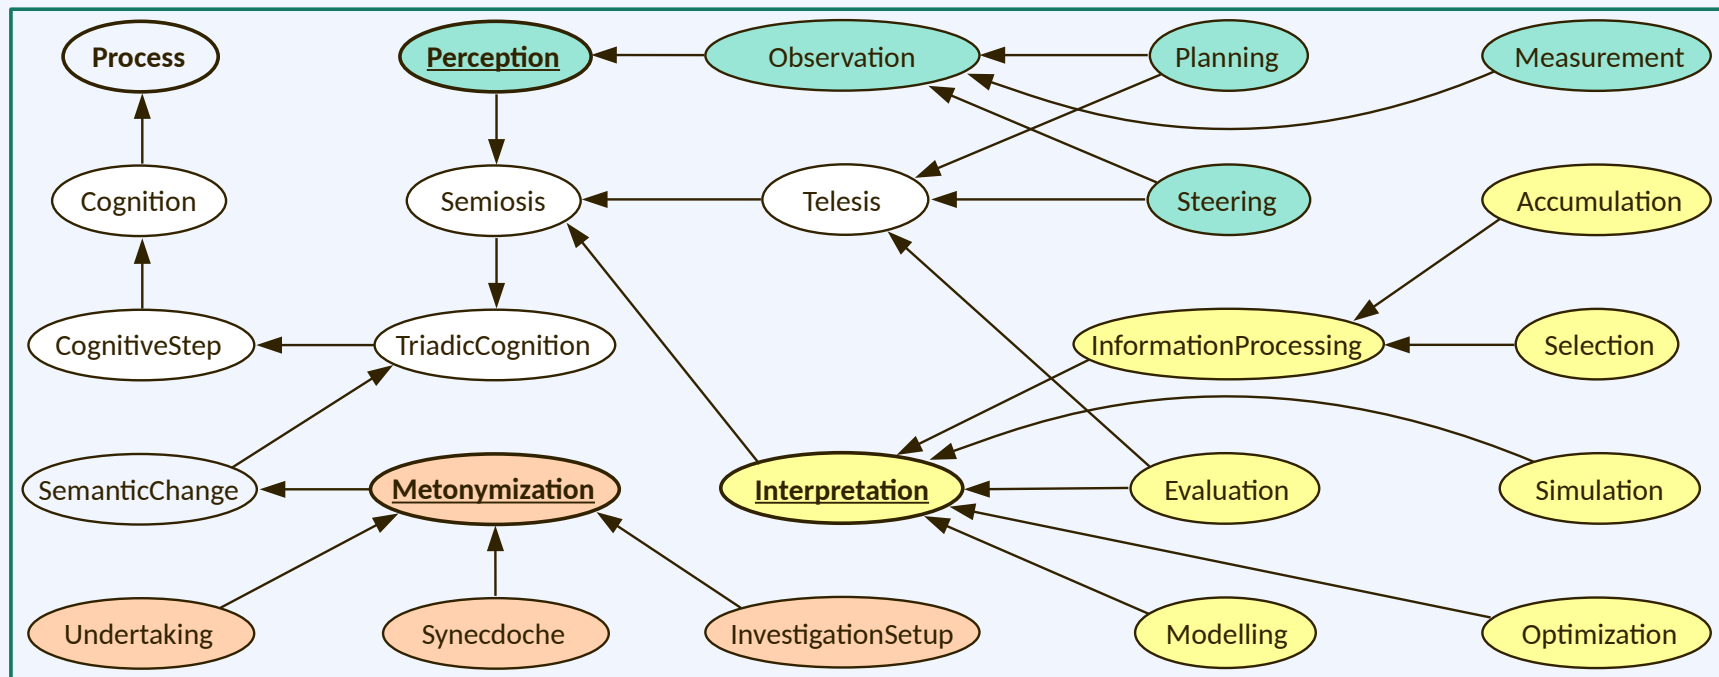 Process
Perception
Observation
Planning
Measurement
Cognition
Semiosis
Telesis
Steering
Accumulation
CognitiveStep
TriadicCognition
InformationProcessing
Selection
SemanticChange
Metonymization
Interpretation
Evaluation
Simulation
Undertaking
Synecdoche
InvestigationSetup
Modelling
Optimization